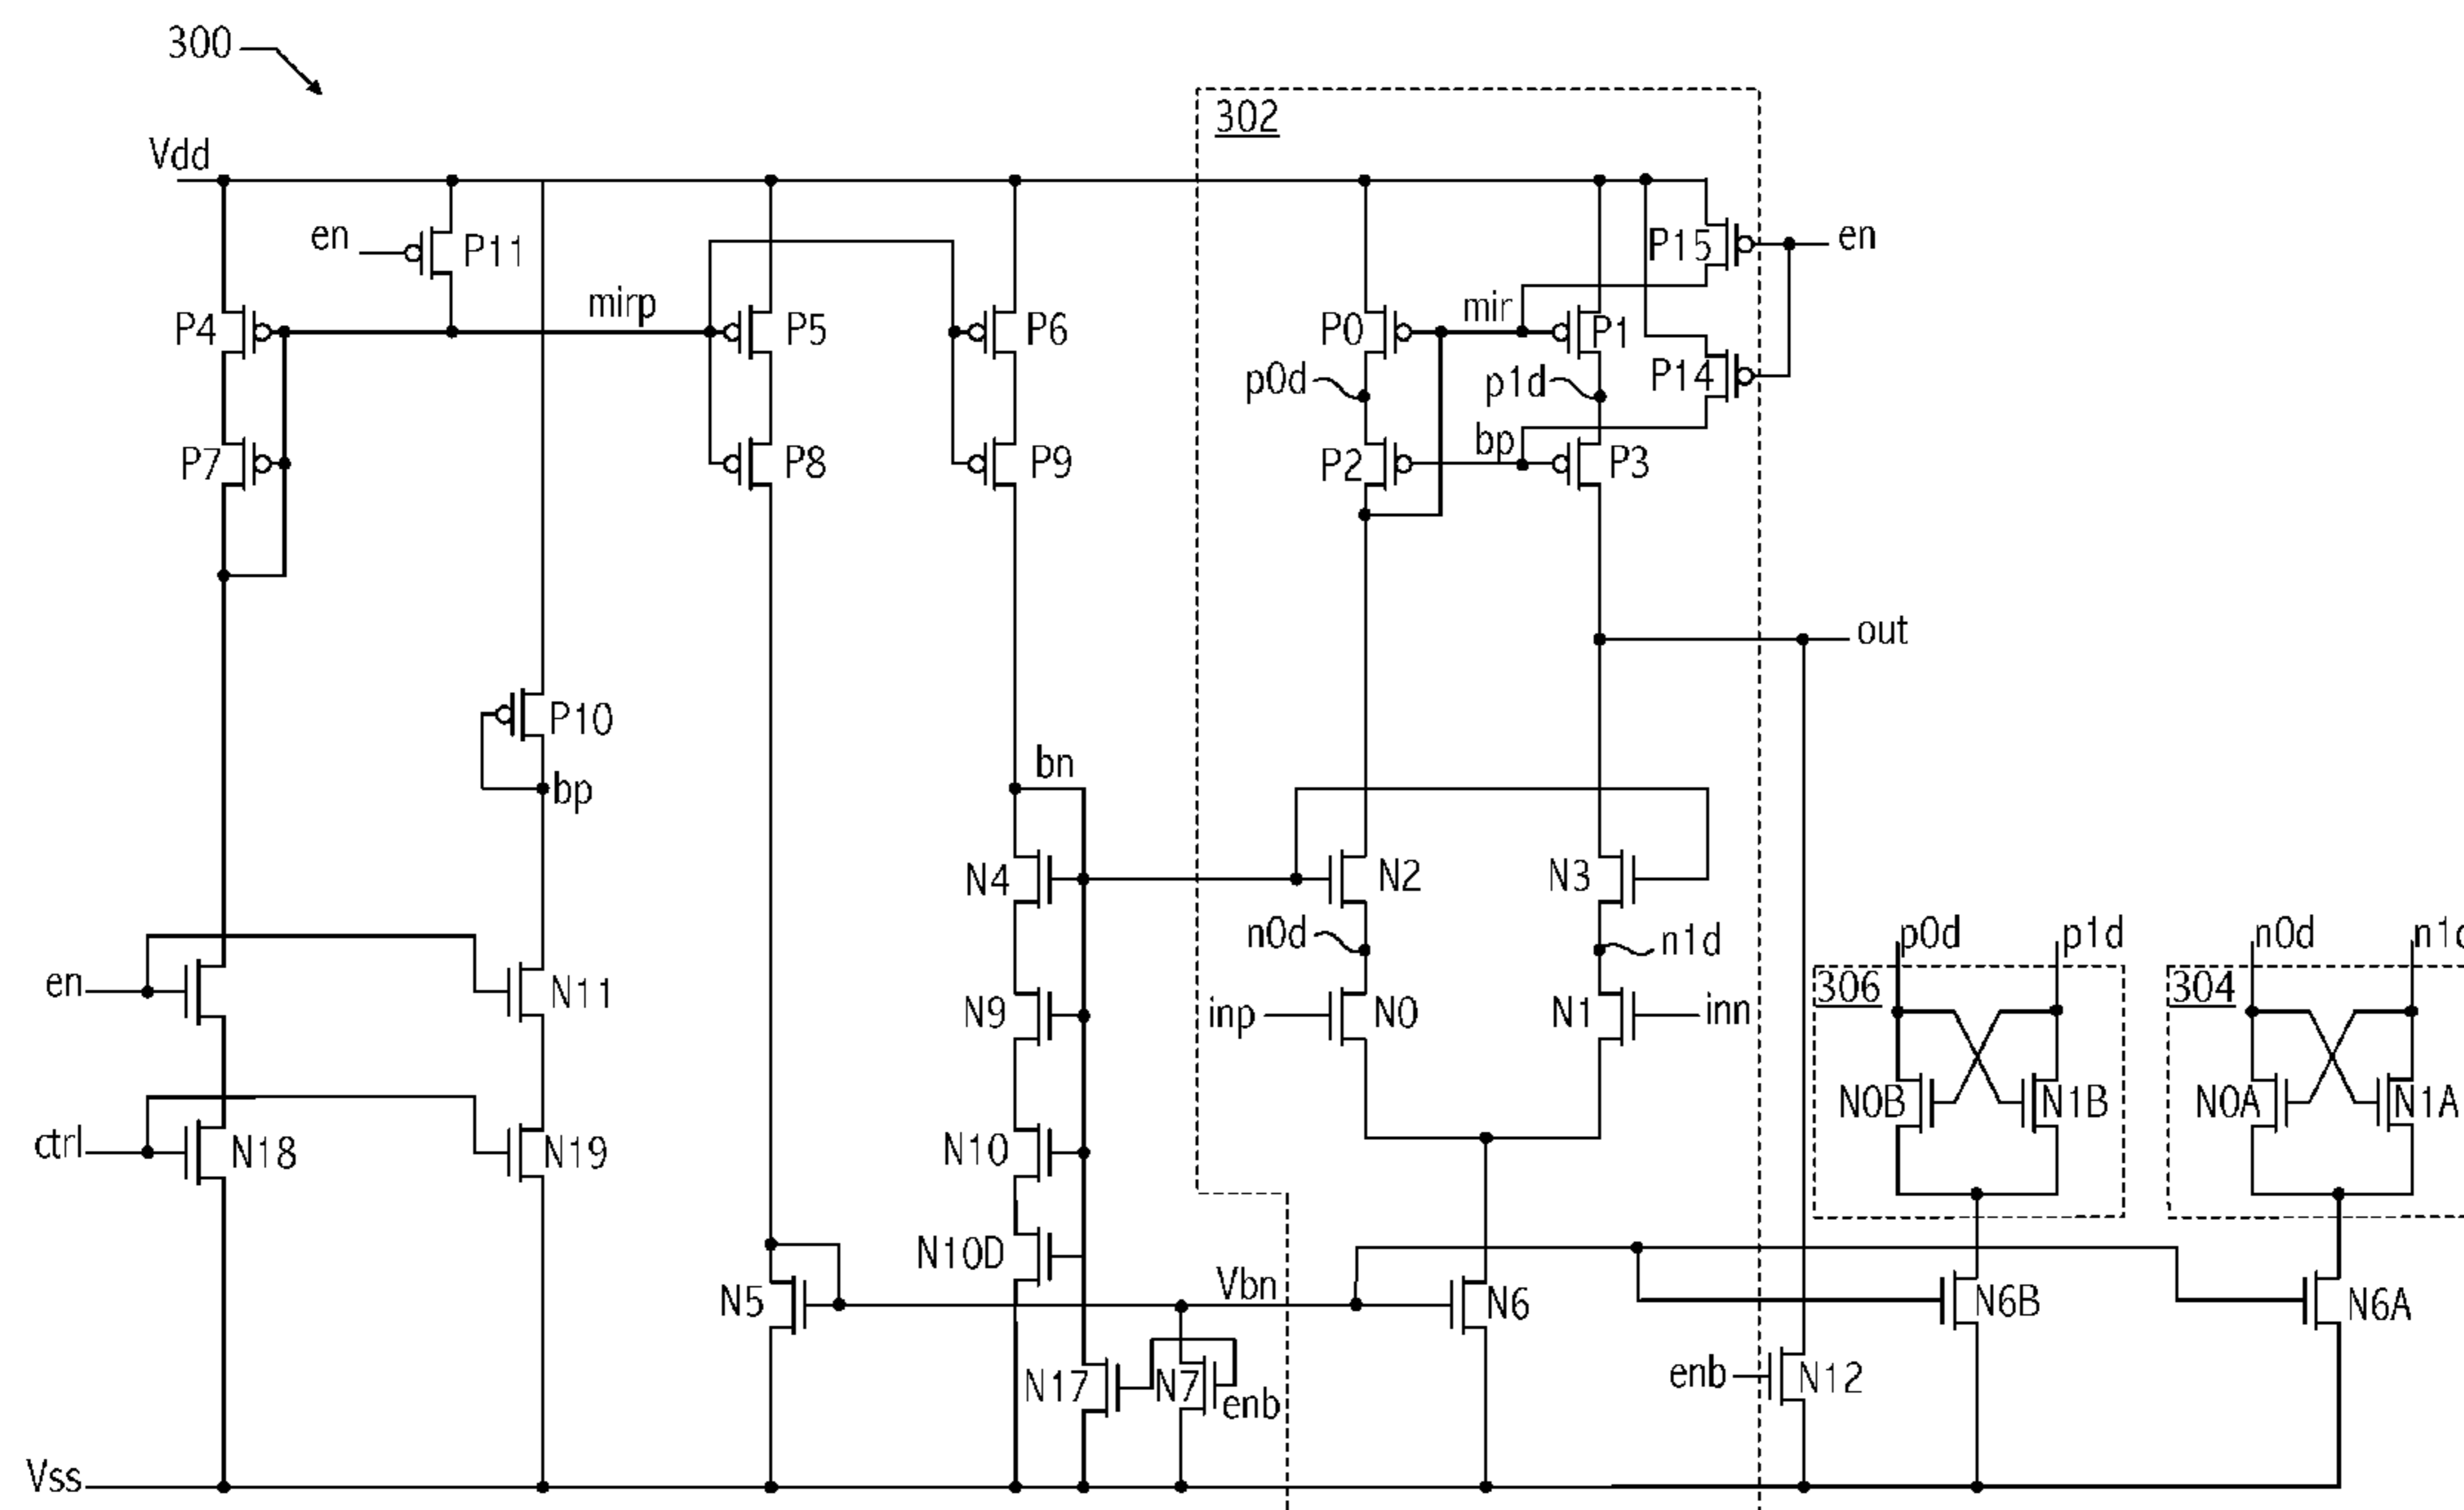 300
302
Vdd
en
P11
P15
en
mirp
mir
P4
P5
P6
P0
P1
p0d
p1d
P14
bp
P7
P8
P9
P2
P3
out
P10
bn
bp
N4
N2
N3
p0d
p1d
n0d
n0d
n1d
306
304
en
N11
N9
inp
N0
N1
inn
N0B
N1B
N0A
N1A
ctrl
N18
N19
N10
N10D
N5
Vbn
N6
N6B
N6A
N17
N7
enb
enb
N12
Vss